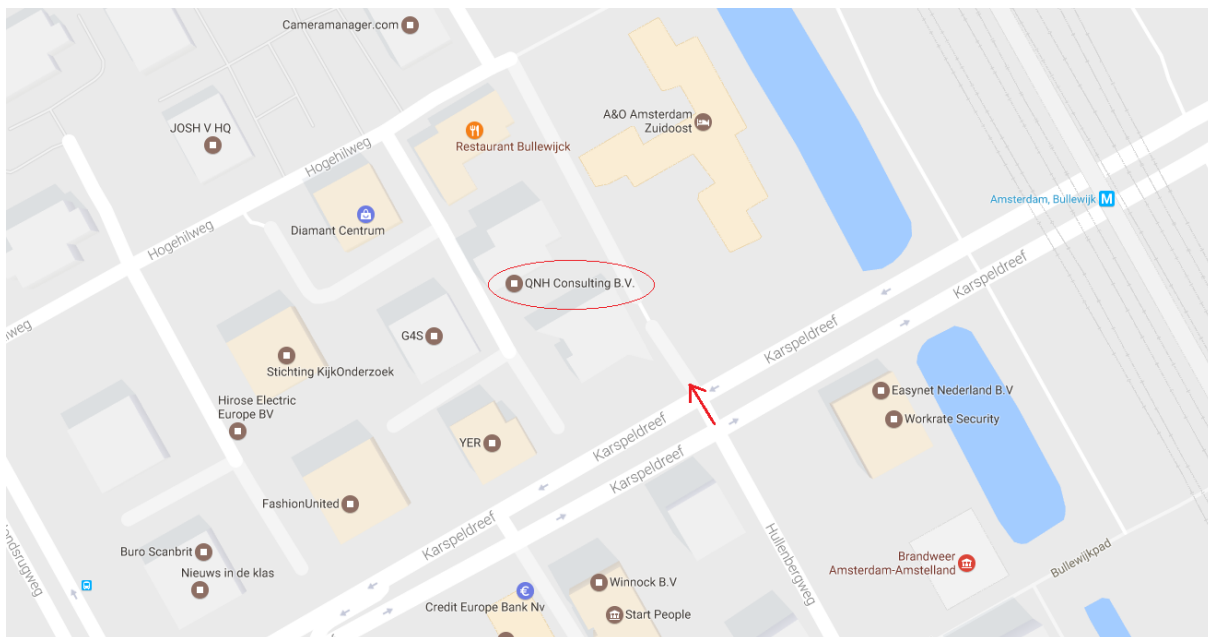 Cameramanager.com
A&O Amsterdam
Zuidoost
JOSH V HQ
Restaurant Bullewijck
Hogehilweg
Amsterdam, Bullewijk M
Diamant Centrum
Hogehilweg
Karspeldreef
QNH Consulting B.V.
weg
Karspeldreef
G4S
Stichting KijkOnderzoek
Easynet Nederland B.V
Hirose Electric
Europe BV
Workrate Security
Karspeldreef
YER
Karspeldreef
FashionUnited
Karspeldreef
Hullenbergweg
Buro Scanbrit
Bullewijkpad
Brandweer
Amsterdam-Amstelland
Nieuws in de klas
ondsrugweg
Winnock B.V
€
Credit Europe Bank Nv
Start People